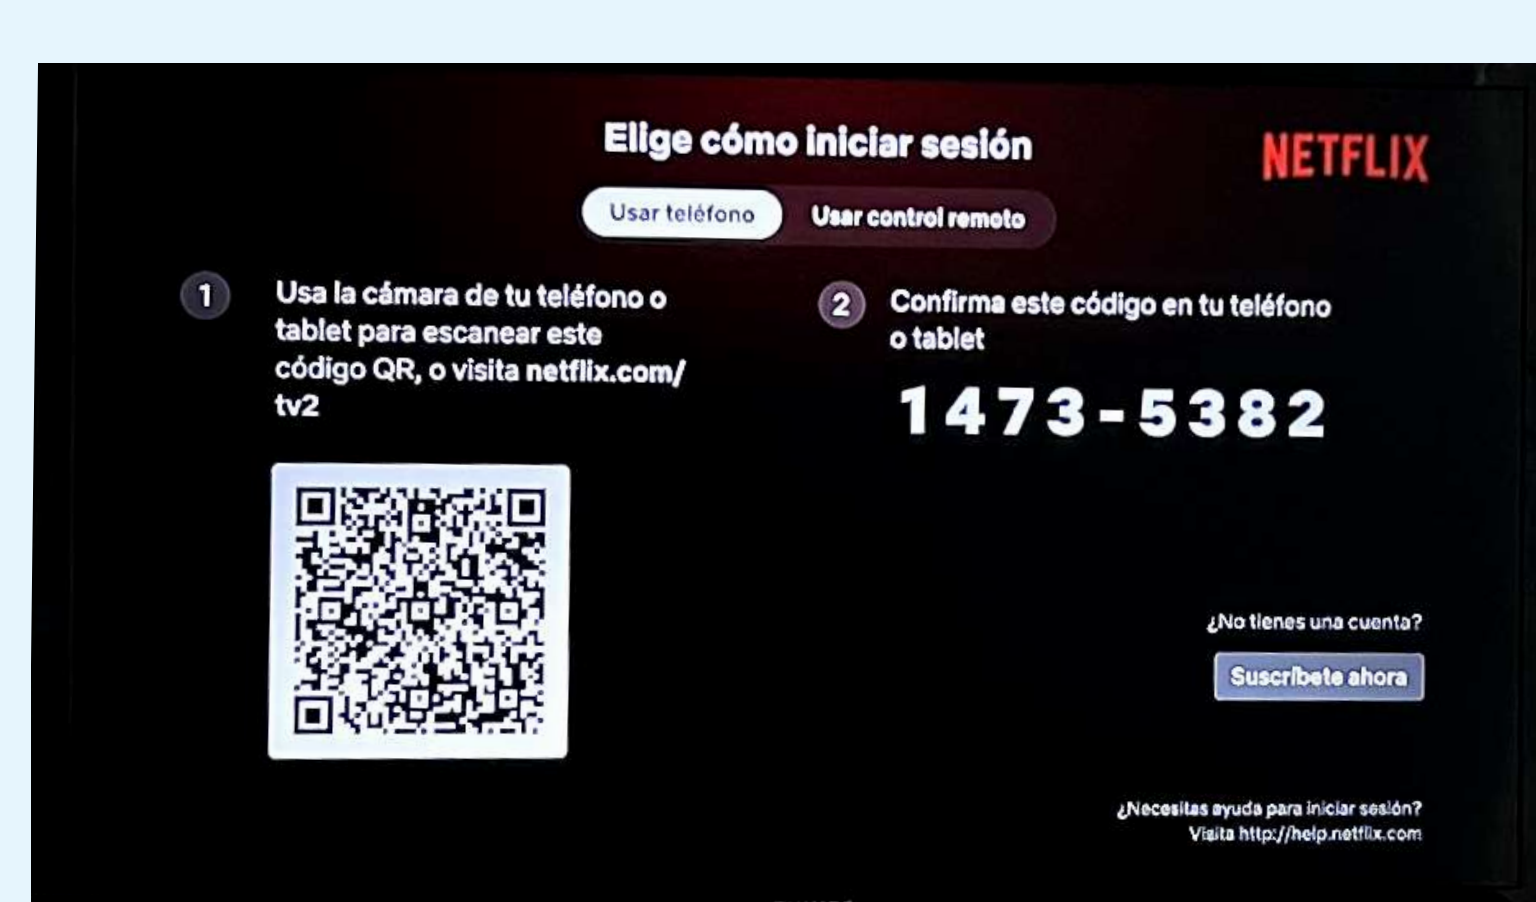 Elige cómo iniciar sesión
NETFLIX
Usar teléfono
Usar control remoto
1
Usa la cámara de tu teléfono o
tablet para escanear este
código QR, o visita netflix.com/
tv2
2
Confirma este código en tu teléfono
o tablet
1473-5382
¿No tienes una cuenta?
Suscríbete ahora
¿Necesitas ayuda para iniciar sesión?
Visita http://help.netflix.com